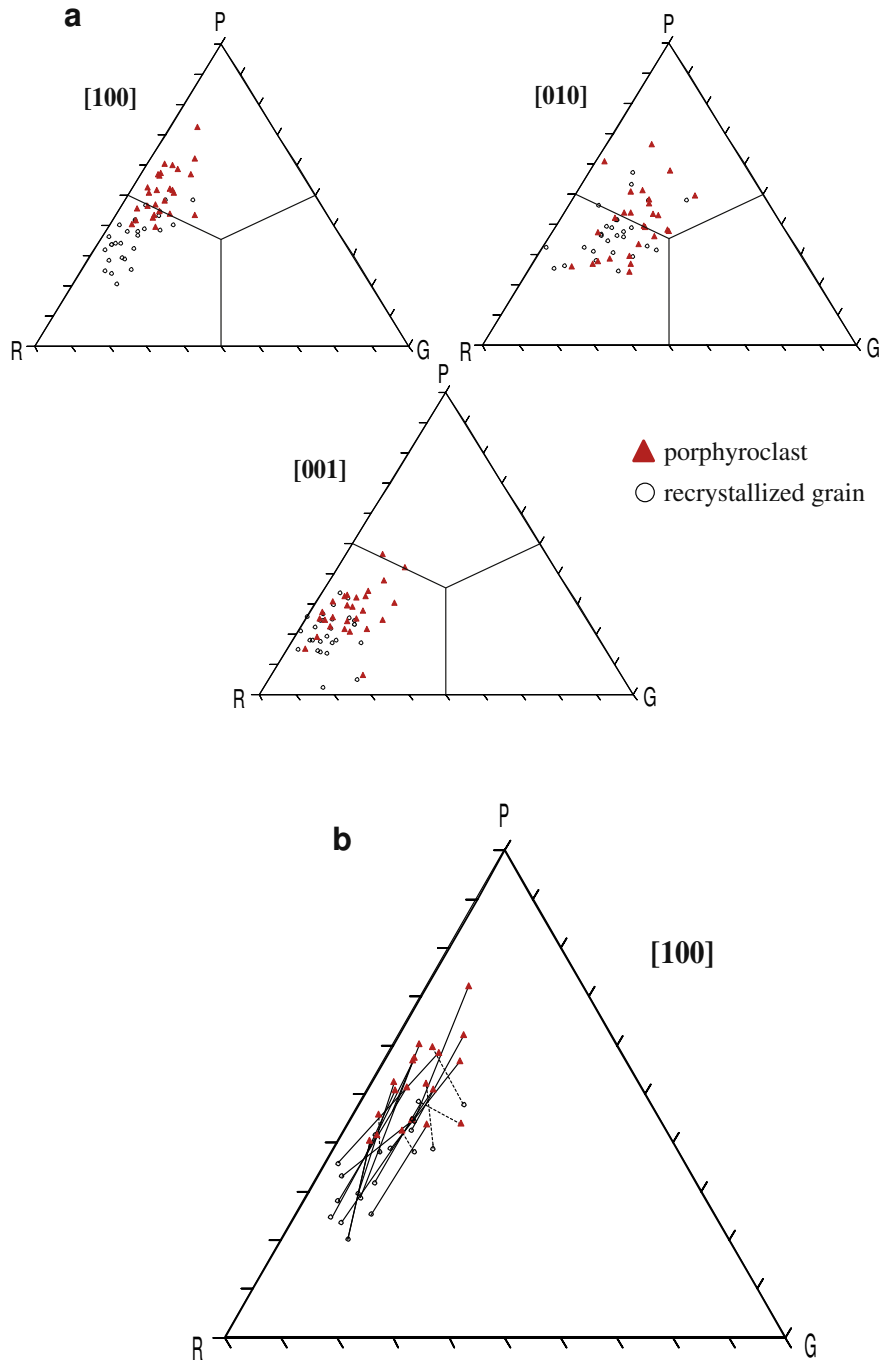 a
P
[100]
R
G
P
[010]
R
G
P
[001]
R
G
porphyroclast
recrystallized grain
b
P
[100]
R
G